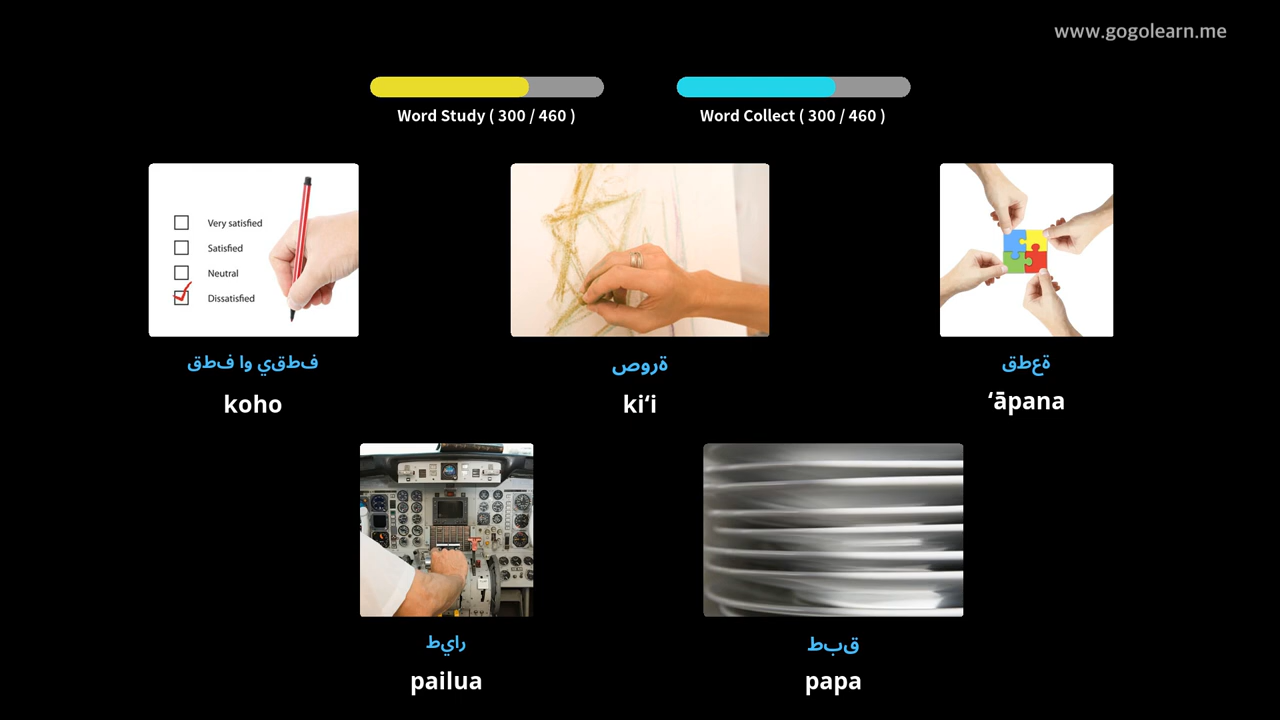 www.gogolearn.me
Word Study ( 300 / 460 )
Word Collect ( 300 / 460 )
Very satisfied
Satisfied
Neutral
Dissatisfied
فطقي وا فطق
koho
ةروص
kiʻi
ةعطق
ʻāpana
رايط
pailua
قبط
papa